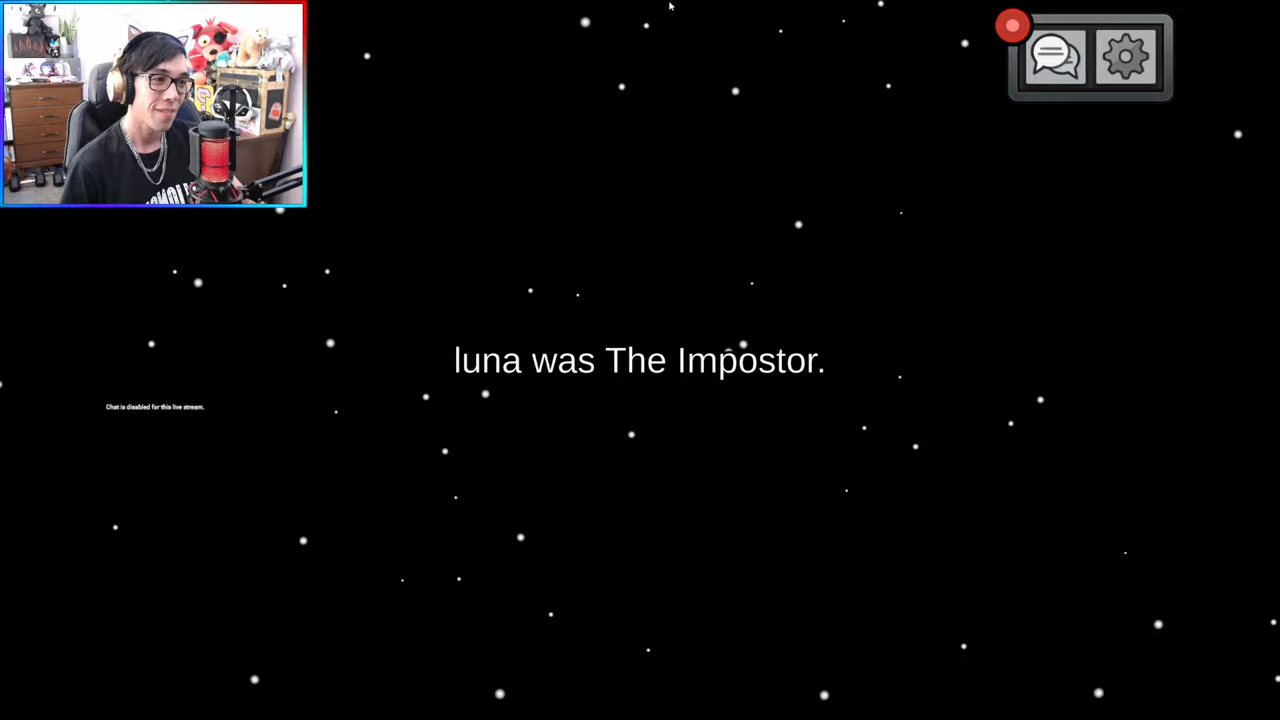 luna was The Impostor.
Chat is disabled for this live stream.